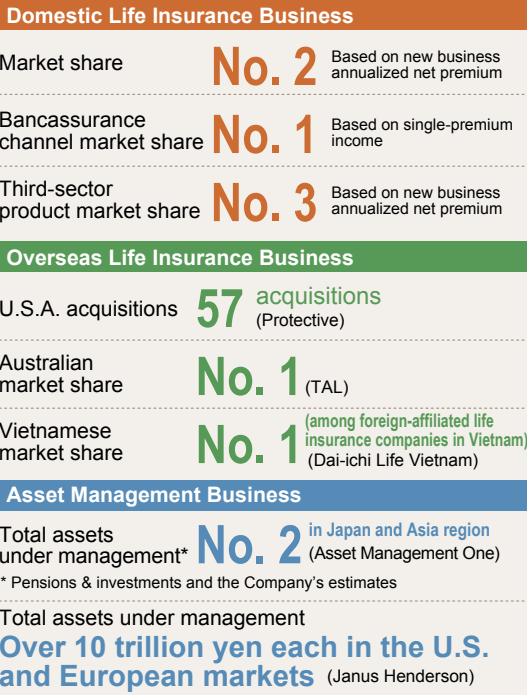 Domestic Life Insurance Business
Market share No. 2 Based on new business
annualized net premium
Bancassurance
channel market share No. 1 Based on single-premium
income
Third-sector
product market share No. 3 Based on new business
annualized net premium
Overseas Life Insurance Business
U.S.A. acquisitions 57 acquisitions
(Protective)
Australian
market share No. 1 (TAL)
Vietnamese
market share No. 1 (among foreign-affiliated life
insurance companies in Vietnam)
(Dai-ichi Life Vietnam)
Asset Management Business
Total assets
under management* No. 2 in Japan and Asia region
(Asset Management One)
* Pensions & investments and the Company's estimates
Total assets under management
Over 10 trillion yen each in the U.S.
and European markets (Janus Henderson)